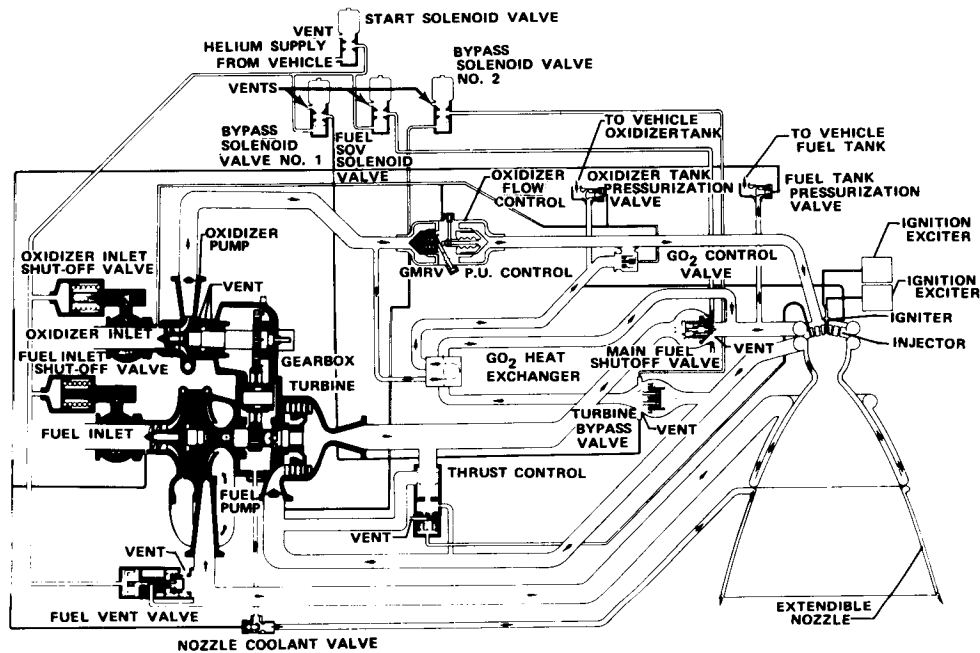 START SOLENOID VALVE
VENT
HELIUM SUPPLY
FROM VEHICLE
BYPASS
SOLENOID VALVE
NO. 2
VENTS
BYPASS
SOLENOID
VALVE NO. 1
FUEL
SOV
SOLENOID
VALVE
TO VEHICLE
OXIDIZER TANK
TO VEHICLE
FUEL TANK
OXIDIZER
FLOW
CONTROL
OXIDIZER TANK
PRESSURIZATION
VALVE
FUEL TANK
PRESSURIZATION
VALVE
IGNITION
EXCITER
IGNITION
EXCITER
IGNITER
INJECTOR
OXIDIZER
PUMP
VENT
OXIDIZER INLET
SHUT-OFF VALVE
GMRV
P.U. CONTROL
GO2 CONTROL
VALVE
OXIDIZER INLET
FUEL INLET
SHUT-OFF VALVE
GEARBOX
TURBINE
GO2 HEAT
EXCHANGER
MAIN FUEL
SHUTOFF VALVE
VENT
FUEL INLET
TURBINE
BYPASS
VALVE
VENT
FUEL
PUMP
THRUST CONTROL
VENT
VENT
FUEL VENT VALVE
NOZZLE COOLANT VALVE
EXTENDIBLE
NOZZLE